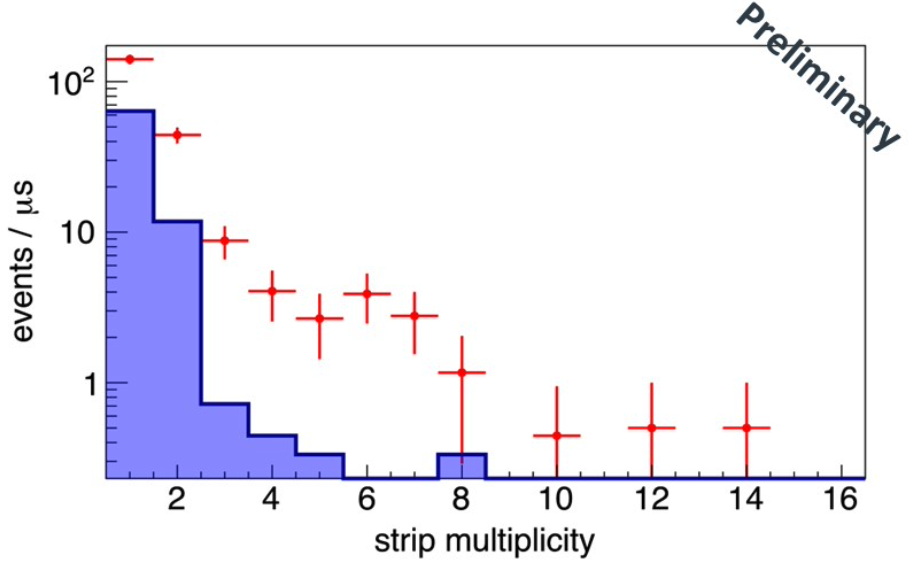 Preliminary
10²
10
1
events / μs
2 4 6 8 10 12 14 16
strip multiplicity